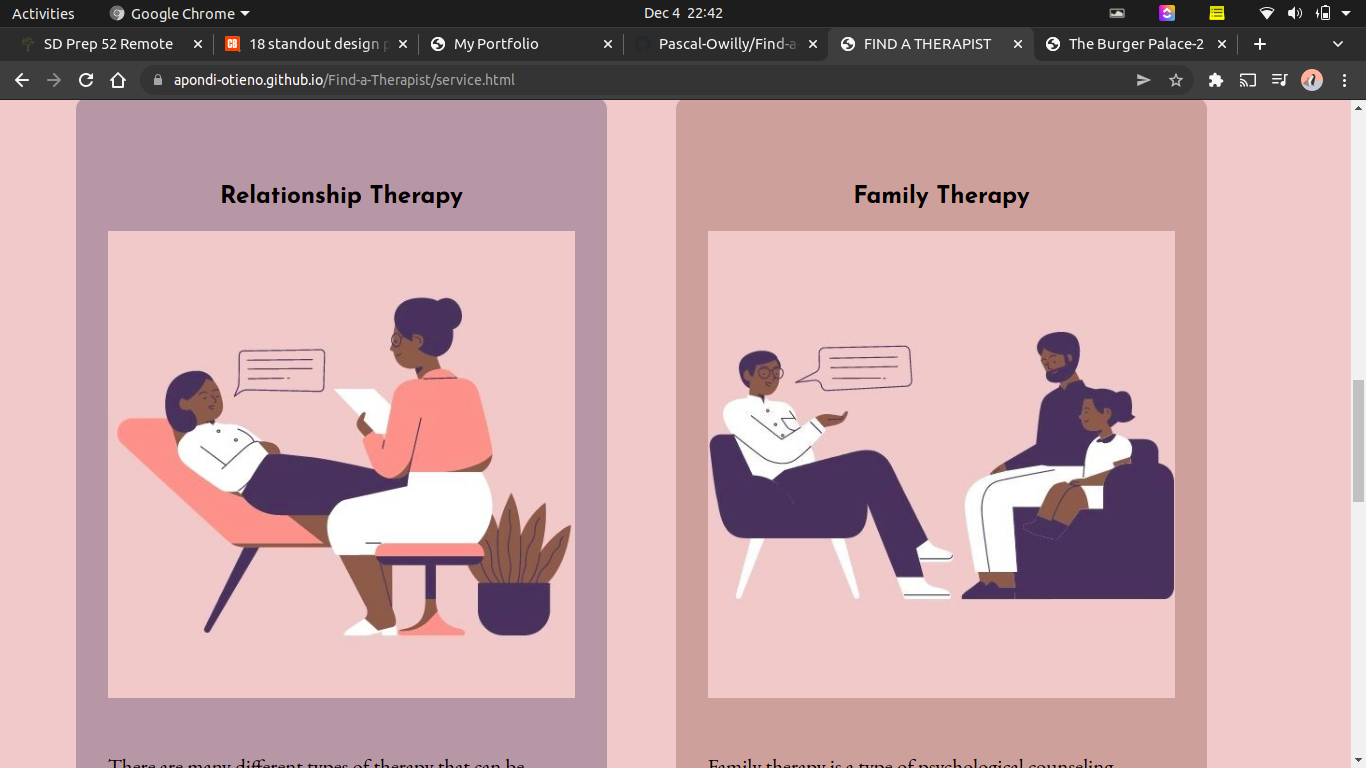 Activities
Google Chrome
Dec 4 22:42
SD Prep 52 Remote
18 standout design p
My Portfolio
Pascal-Owilly/Find-a-
FIND A THERAPIST
The Burger Palace-2
apondi-otieno.github.io/Find-a-Therapist/service.html
Relationship Therapy
Family Therapy
There are many different types of therapy that can be
Family therapy is a type of psychological counseling